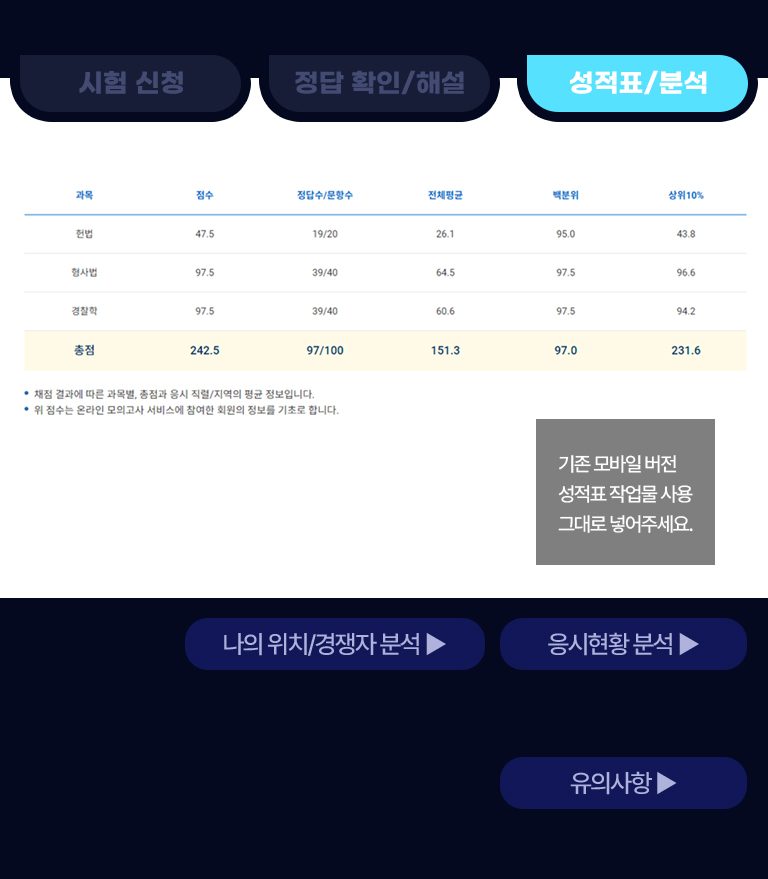 시험 신청 정답 확인/해설 성적표/분석
과목 점수 정답수/문항수 전체평균 백분위 상위10%
헌법 47.5 19/20 26.1 95.0 43.8
형사법 97.5 39/40 64.5 97.5 96.6
경찰학 97.5 39/40 60.6 97.5 94.2
총점 242.5 97/100 151.3 97.0 231.6
• 채점 결과에 따른 과목별, 총점과 응시 직렬/지역의 평균 정보입니다.
• 위 점수는 온라인 모의고사 서비스에 참여한 회원의 정보를 기초로 합니다.
기존 모바일 버전
성적표 작업물 사용
그대로 넣어주세요.
나의 위치/경쟁자 분석 ▶ 응시현황 분석 ▶
유의사항 ▶